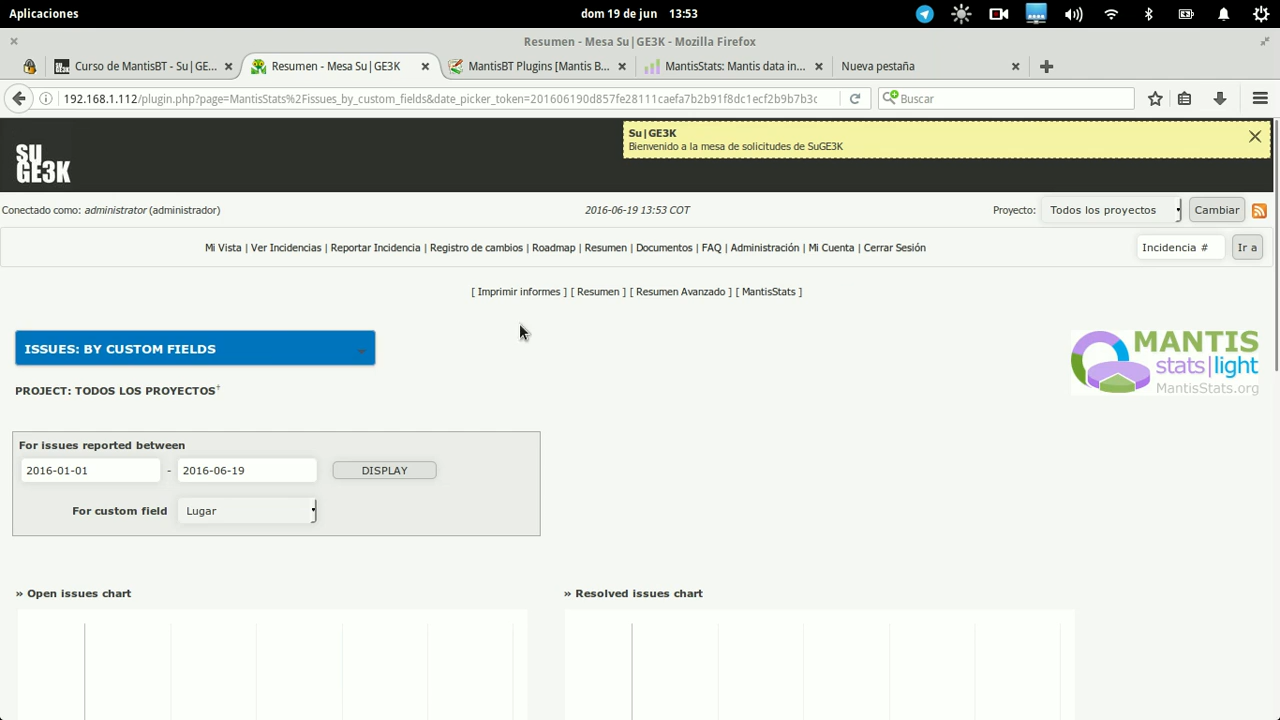 Aplicaciones
dom 19 de jun 13:53
Resumen - Mesa Su|GE3K - Mozilla Firefox
Curso de MantisBT - Su|GE...
Resumen - Mesa Su|GE3K
MantisBT Plugins [Mantis B...
MantisStats: Mantis data in...
Nueva pestaña
192.168.1.112/plugin.php?page=MantisStats%2Fissues_by_custom_fields&date_picker_token=201606190d857fe28111caefa7b2b91f8dc1ecf2b9b7b3c
Buscar
SU
GE3K
Su|GE3K
Bienvenido a la mesa de solicitudes de SuGE3K
Conectado como: administrator (administrador)
2016-06-19 13:53 COT
Proyecto: Todos los proyectos Cambiar
Mi Vista | Ver Incidencias | Reportar Incidencia | Registro de cambios | Roadmap | Resumen | Documentos | FAQ | Administración | Mi Cuenta | Cerrar Sesión
Incidencia # Ir a
[ Imprimir informes ] [ Resumen ] [ Resumen Avanzado ] [ MantisStats ]
ISSUES: BY CUSTOM FIELDS
MANTIS
stats|light
MantisStats.org
PROJECT: TODOS LOS PROYECTOS†
For issues reported between
2016-01-01 - 2016-06-19 DISPLAY
For custom field Lugar
» Open issues chart
» Resolved issues chart